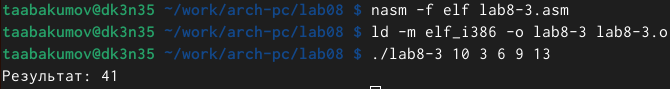 taabakumov@dk3n35 ~/work/arch-pc/lab08 $ nasm -f elf lab8-3.asm
taabakumov@dk3n35 ~/work/arch-pc/lab08 $ ld -m elf_i386 -o lab8-3 lab8-3.o
taabakumov@dk3n35 ~/work/arch-pc/lab08 $ ./lab8-3 10 3 6 9 13
Результат: 41